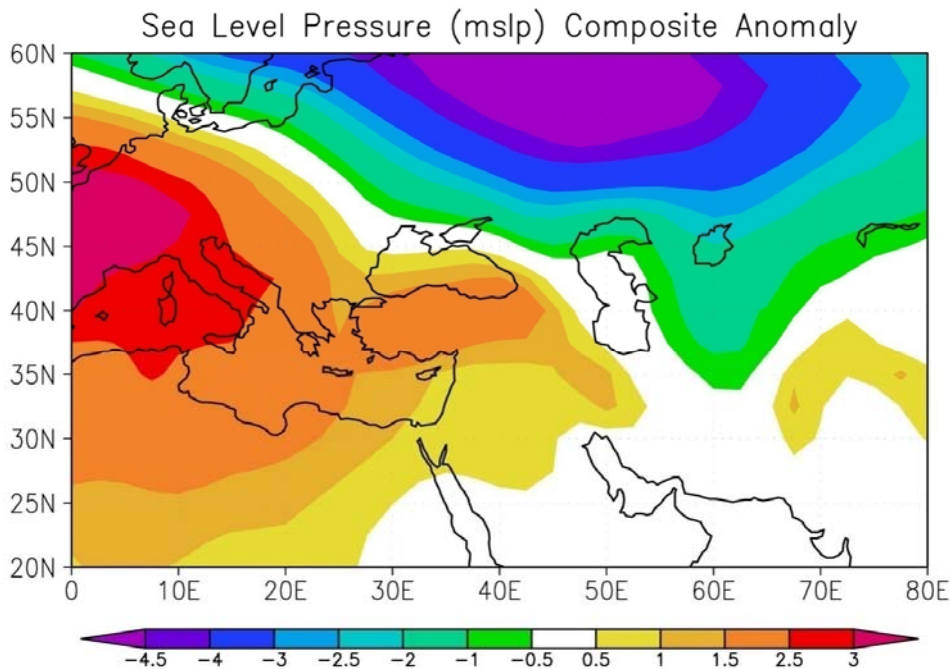 Sea Level Pressure (mslp) Composite Anomaly
60N
55N
50N
45N
40N
35N
30N
25N
20N
0 10E 20E 30E 40E 50E 60E 70E 80E
-4.5 -4 -3 -2.5 -2 -1 -0.5 0.5 1 1.5 2.5 3